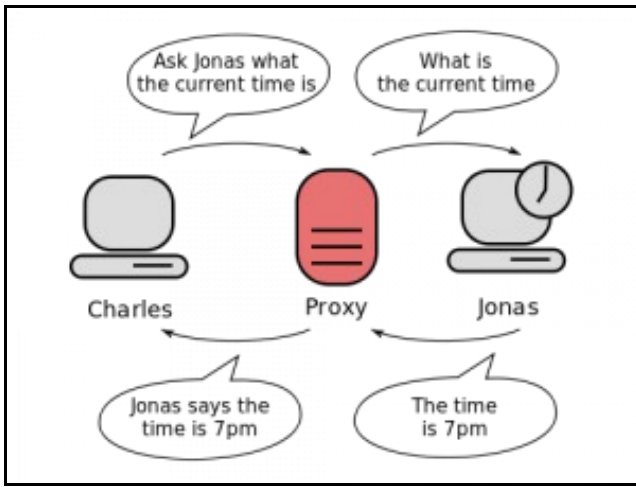 Ask Jonas what
the current time is
What is
the current time
Charles
Proxy
Jonas
Jonas says the
time is 7pm
The time
is 7pm